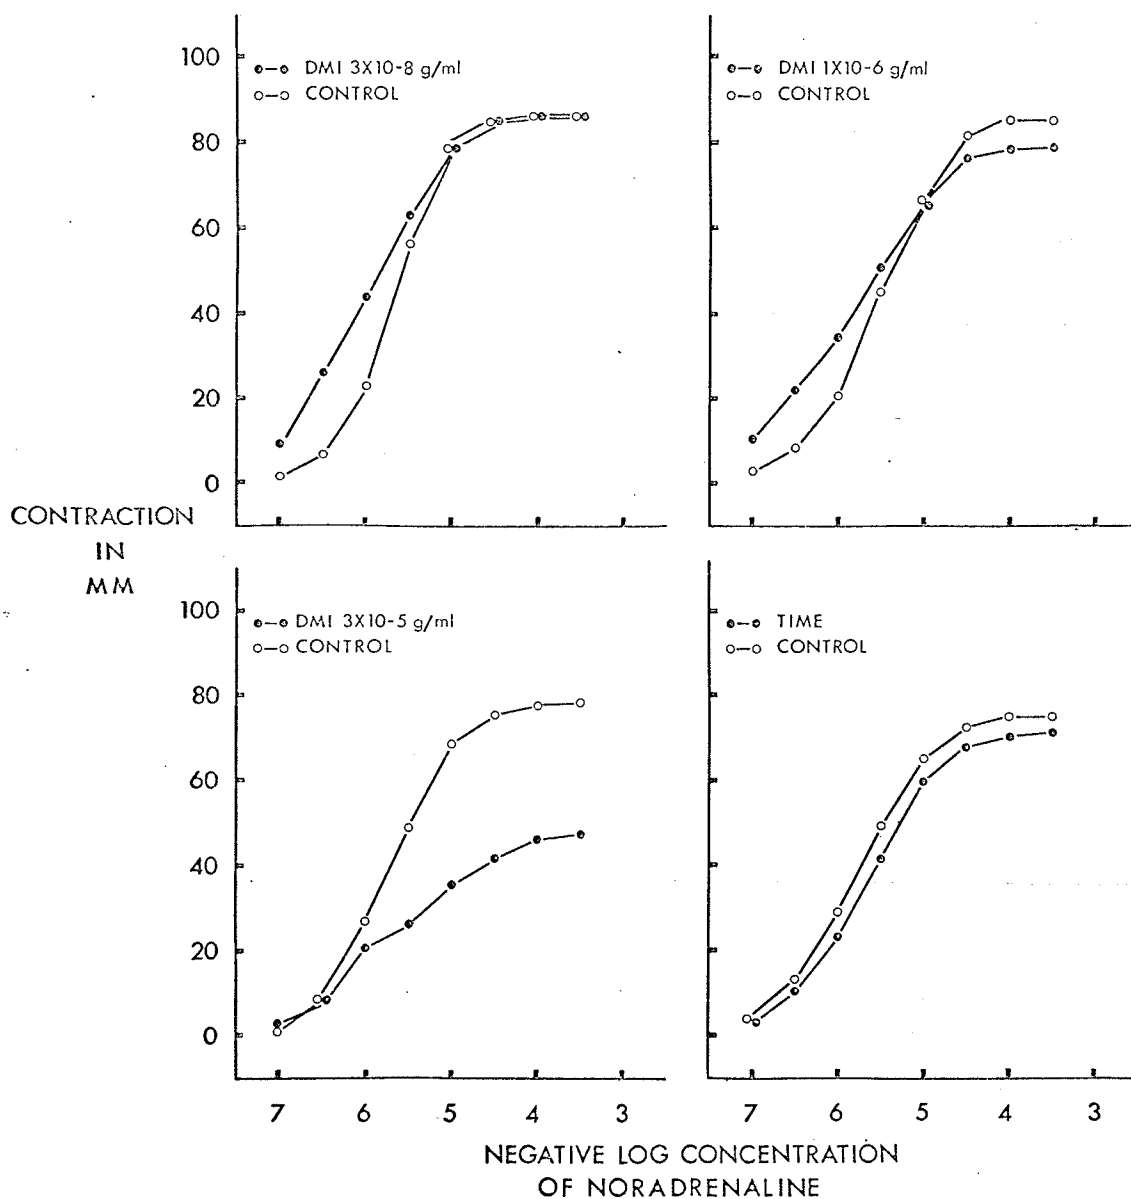 100
80
60
40
20
0
DMI 3X10-8 g/ml
CONTROL
DMI 1X10-6 g/ml
CONTROL
CONTRACTION
IN
MM
100
80
60
40
20
0
DMI 3X10-5 g/ml
CONTROL
TIME
CONTROL
7 6 5 4 3
7 6 5 4 3
NEGATIVE LOG CONCENTRATION
OF NORADRENALINE